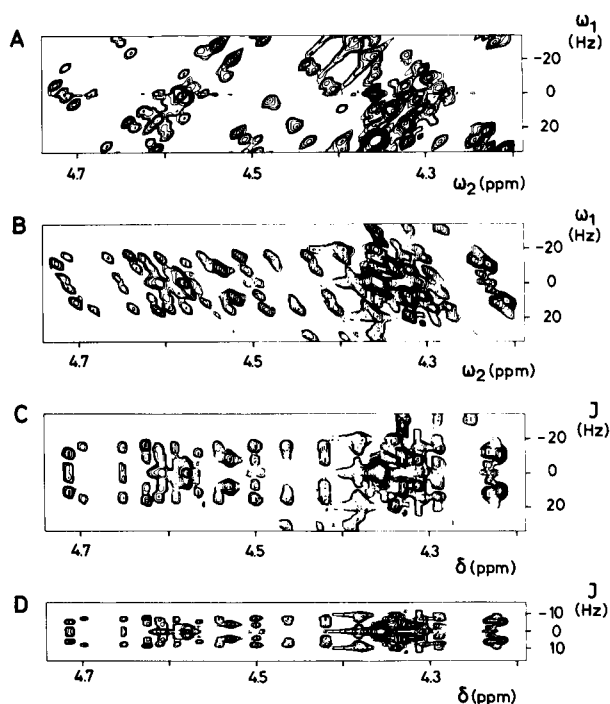 A
ω₁
(Hz)
-20
0
20
4.7
4.5
4.3
ω₂ (ppm)
B
ω₁
(Hz)
-20
0
20
4.7
4.5
4.3
ω₂ (ppm)
C
J
(Hz)
-20
0
20
4.7
4.5
4.3
δ (ppm)
D
J
(Hz)
-10
0
10
4.7
4.5
4.3
δ (ppm)